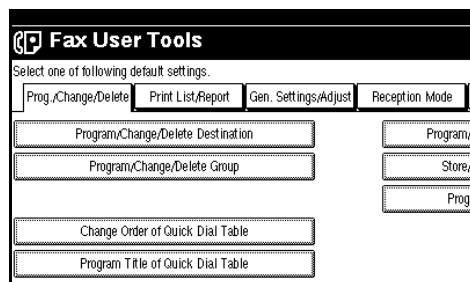 Fax User Tools
Select one of following default settings.
Prog./Change/Delete Print List/Report Gen. Settings/Adjust Reception Mode
Program/Change/Delete Destination Program/
Program/Change/Delete Group Store/
Prog
Change Order of Quick Dial Table
Program Title of Quick Dial Table